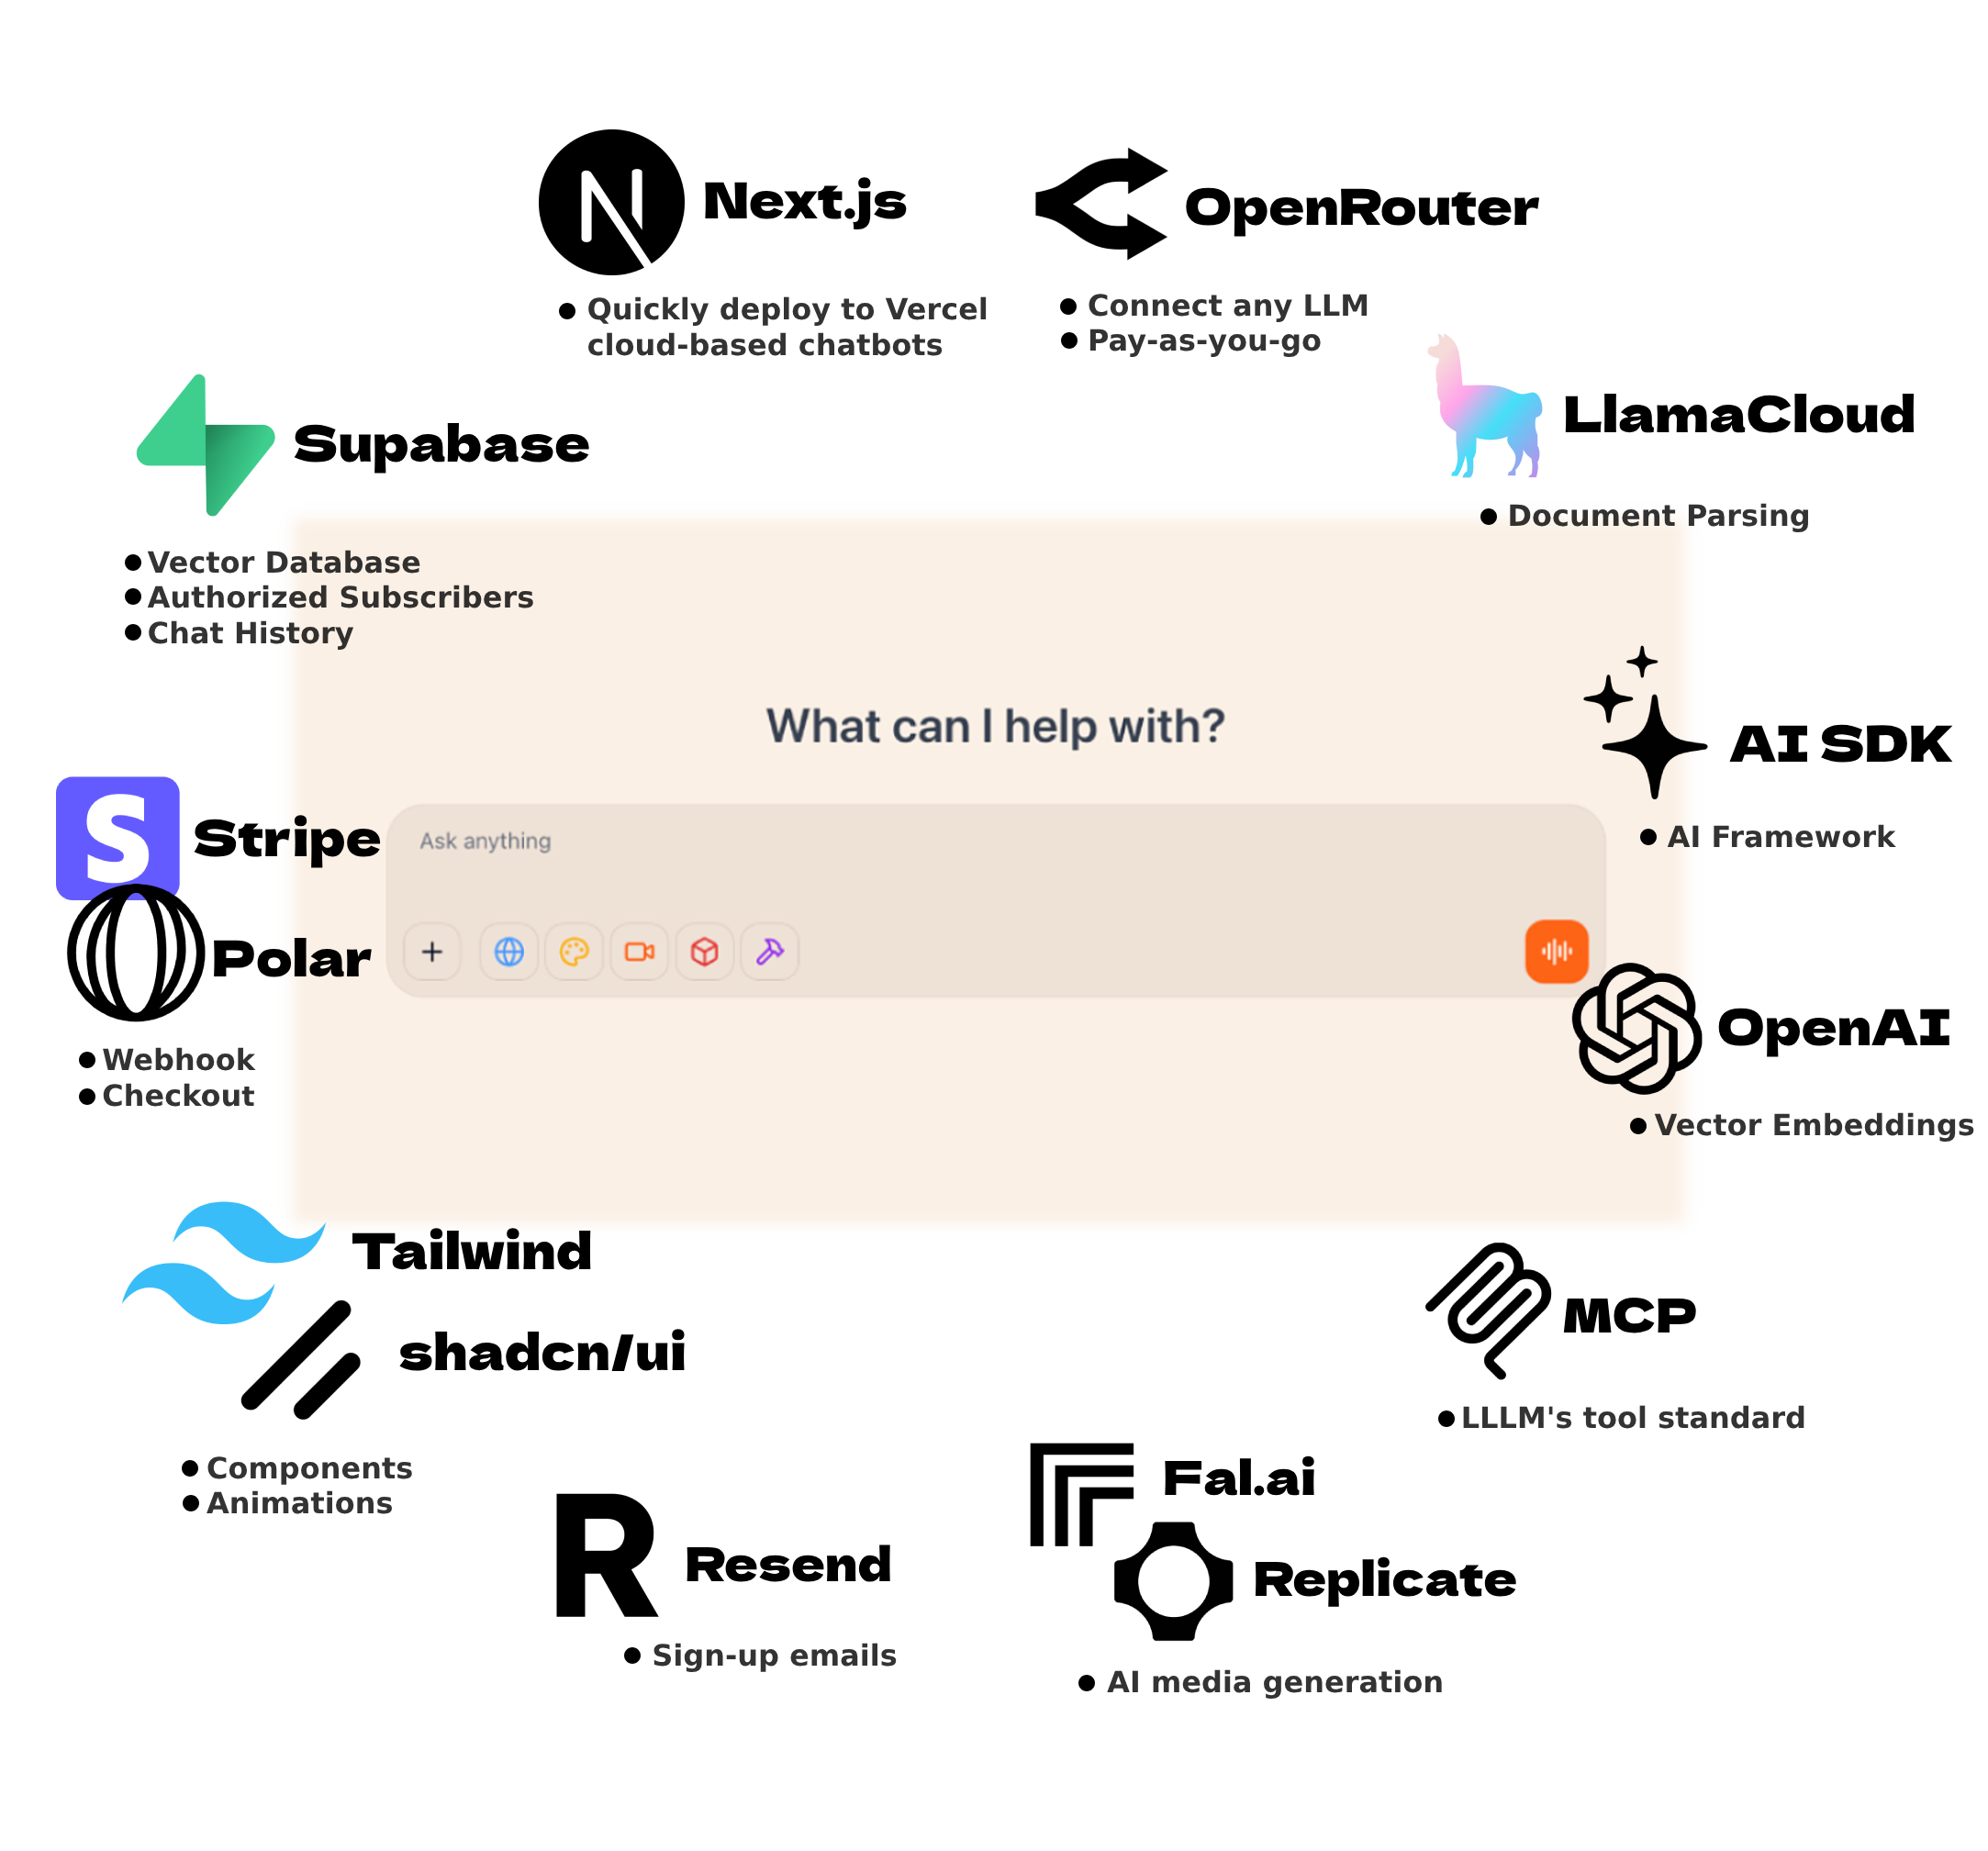 Next.js
Quickly deploy to Vercel
cloud-based chatbots
OpenRouter
Connect any LLM
Pay-as-you-go
LlamaCloud
Document Parsing
Supabase
Vector Database
Authorized Subscribers
Chat History
What can I help with?
AI SDK
AI Framework
Stripe
Ask anything
Polar
Webhook
Checkout
OpenAI
Vector Embeddings
Tailwind
shadcn/ui
Components
Animations
MCP
LLLM's tool standard
Resend
Sign-up emails
Fal.ai
Replicate
AI media generation